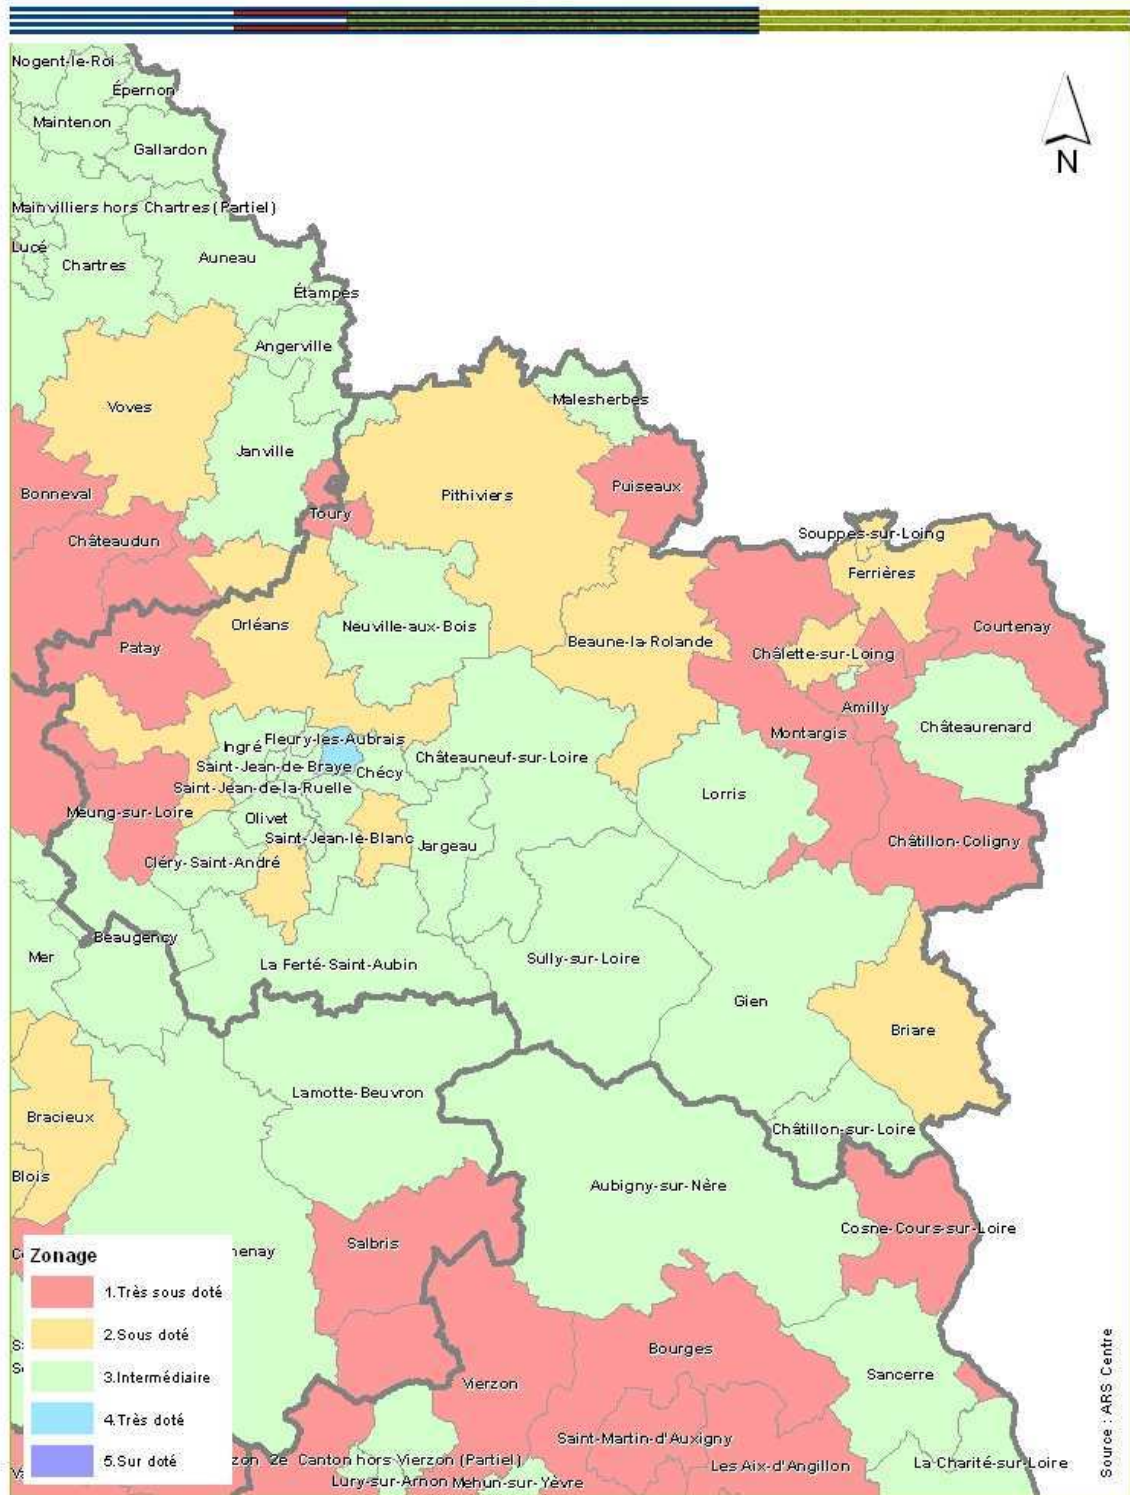 Nogent-le-Roi
Épernon
Maintenon
Gallardon
N
Mainvilliers hors Chartres (Partiel)
Lucé
Chartres
Auneau
Étampes
Angerville
Malesherbes
Voves
Janville
Bonneval
Pithiviers
Puiseaux
Toury
Châteaudun
Souppes-sur-Loing
Ferrières
Orléans
Neuville-aux-Bois
Beaune-la-Rolande
Courtenay
Patay
Châlette-sur-Loing
Amilly
Châteaurenard
Montargis
Ingré
Fleury-les-Aubrais
Châteauneuf-sur-Loire
Saint-Jean-de-Braye
Chécy
Saint-Jean-de-la-Ruelle
Lorris
Meung-sur-Loire
Olivet
Saint-Jean-le-Blanc
Jargeau
Châtillon-Coligny
Cléry-Saint-André
Beaugency
Mer
La Ferté-Saint-Aubin
Sully-sur-Loire
Gien
Briare
Lamotte-Beuvron
Bracieux
Châtillon-sur-Loire
Blois
Aubigny-sur-Nère
Cosne-Cours-sur-Loire
Salbris
enay
Zonage
1.Très sous doté
2.Sous doté
3.Intermédiaire
4.Très doté
5.Sur doté
Bourges
Vierzon
Sancerre
Saint-Martin-d'Auxigny
Les Aix-d'Angillon
La Charité-sur-Loire
zon 2e Canton hors Vierzon (Partiel)
Lury-sur-Arnon
Mehun-sur-Yèvre
Source : ARS Centre